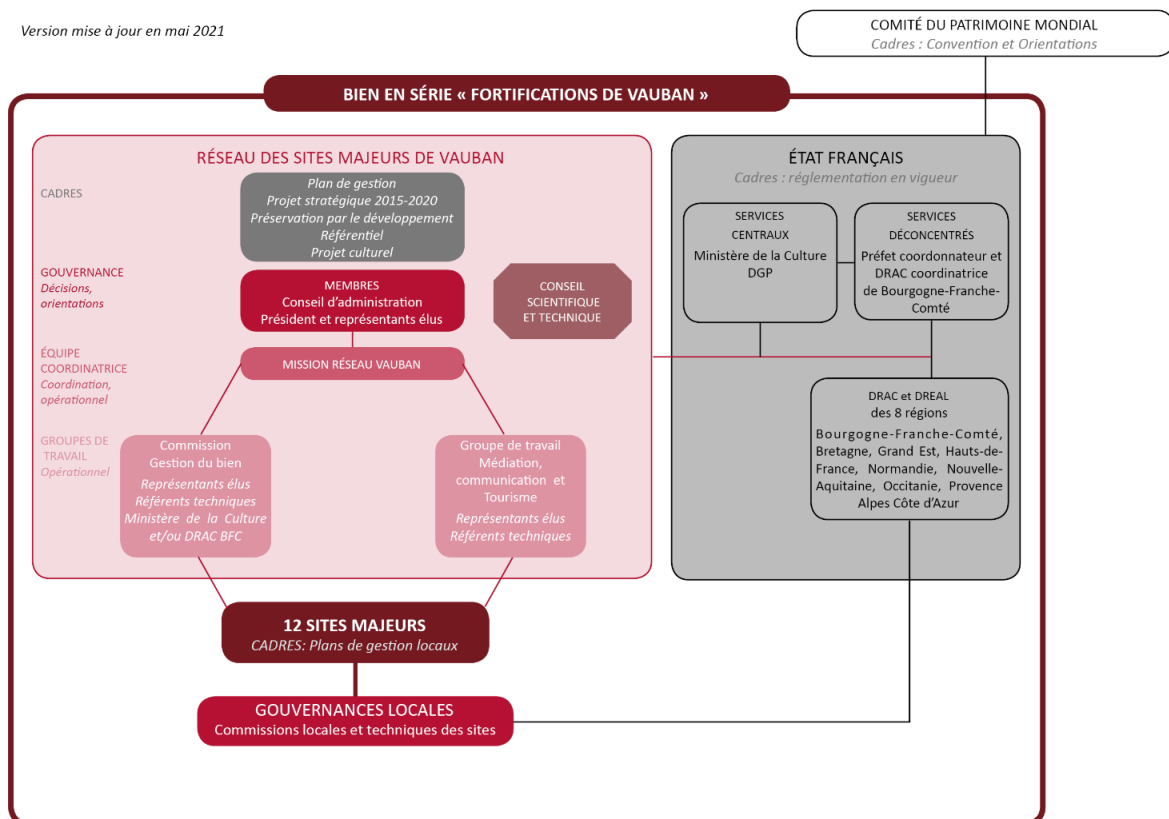 Version mise à jour en mai 2021
COMITÉ DU PATRIMOINE MONDIAL
Cadres : Convention et Orientations
BIEN EN SÉRIE « FORTIFICATIONS DE VAUBAN »
RÉSEAU DES SITES MAJEURS DE VAUBAN
CADRES
Plan de gestion
Projet stratégique 2015-2020
Préservation par le développement
Référentiel
Projet culturel
GOUVERNANCE
Décisions,
orientations
MEMBRES
Conseil d'administration
Président et représentants élus
CONSEIL
SCIENTIFIQUE
ET TECHNIQUE
ÉQUIPE
COORDINATRICE
Coordination,
opérationnel
MISSION RÉSEAU VAUBAN
GROUPES DE
TRAVAIL
Opérationnel
Commission
Gestion du bien
Représentants élus
Référents techniques
Ministère de la Culture
et/ou DRAC BFC
Groupe de travail
Médiation,
communication et
Tourisme
Représentants élus
Référents techniques
ÉTAT FRANÇAIS
Cadres : réglementation en vigueur
SERVICES
CENTRAUX
Ministère de la Culture
DGP
SERVICES
DÉCONCENTRÉS
Préfet coordonnateur et
DRAC coordinatrice
de Bourgogne-Franche-
Comté
DRAC et DREAL
des 8 régions
Bourgogne-Franche-Comté,
Bretagne, Grand Est, Hauts-de-
France, Normandie, Nouvelle-
Aquitaine, Occitanie, Provence
Alpes Côte d'Azur
12 SITES MAJEURS
CADRES: Plans de gestion locaux
GOUVERNANCES LOCALES
Commissions locales et techniques des sites